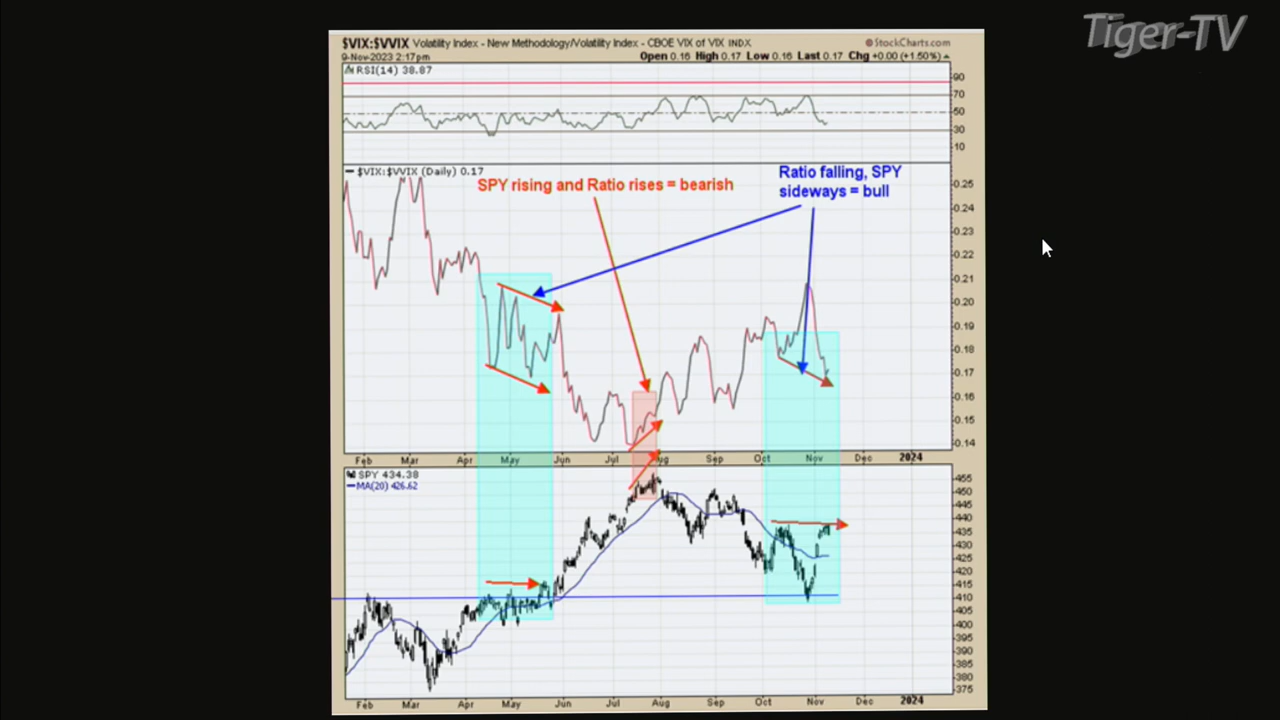 Tiger-TV
$VIX:$VVIX Volatility Index - New Methodology/Volatility Index - CBOE VIX of VIX INDX
© StockCharts.com
9-Nov-2023 2:17pm
Open 0.16 High 0.17 Low 0.16 Last 0.17 Chg +0.00 (+1.50%)
RSI(14) 38.87
90
70
50
30
10
$VIX:$VVIX (Daily) 0.17
SPY rising and Ratio rises = bearish
Ratio falling, SPY
sideways = bull
0.25
0.24
0.23
0.22
0.21
0.20
0.19
0.18
0.17
0.16
0.15
0.14
Feb Mar Apr May Jun Jul Aug Sep Oct Nov Dec 2024
SPY 434.38
MA(20) 426.62
455
450
445
440
435
430
425
420
415
410
405
400
395
390
385
380
375
Feb Mar Apr May Jun Jul Aug Sep Oct Nov Dec 2024